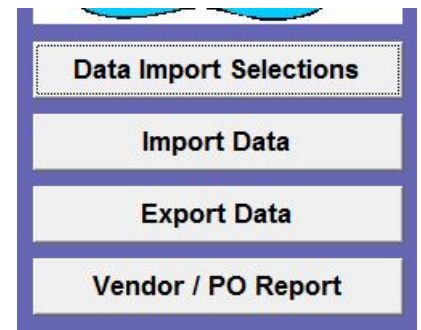 Data Import Selections
Import Data
Export Data
Vendor / PO Report